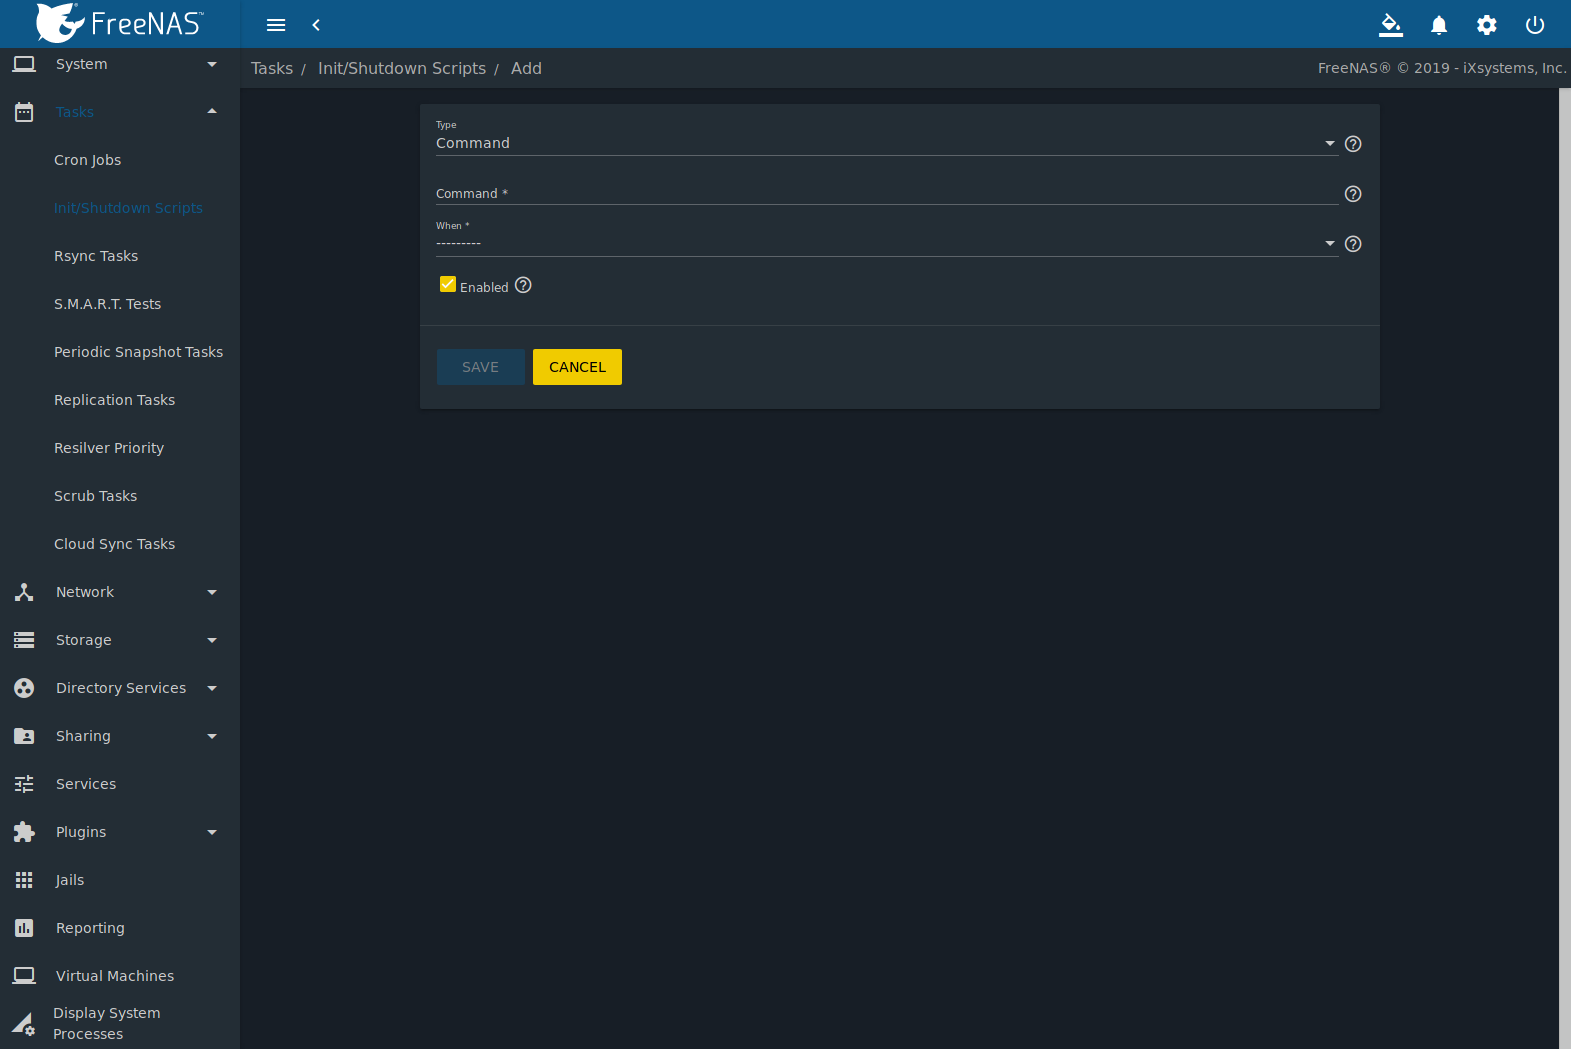 FreeNAS™
System
Tasks / Init/Shutdown Scripts / Add
FreeNAS® © 2019 - iXsystems, Inc.
Tasks
Cron Jobs
Init/Shutdown Scripts
Rsync Tasks
S.M.A.R.T. Tests
Periodic Snapshot Tasks
Replication Tasks
Resilver Priority
Scrub Tasks
Cloud Sync Tasks
Network
Storage
Directory Services
Sharing
Services
Plugins
Jails
Reporting
Virtual Machines
Display System
Processes
Type
Command
Command *
When *
---------
Enabled
SAVE
CANCEL